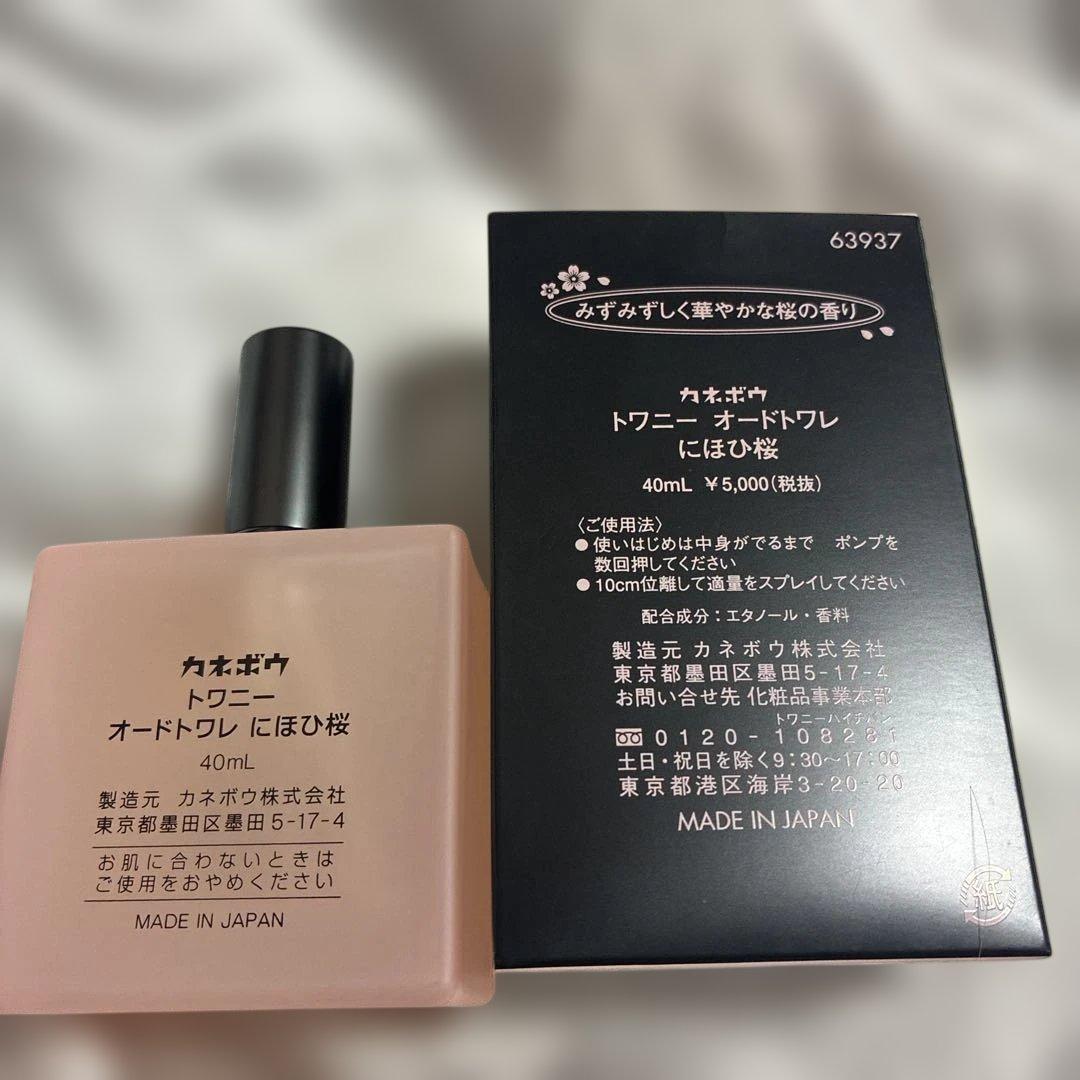 63937
みずみずしく華やかな桜の香り
カネボウ
トワニー オードトワレ
にほひ桜
40mL ￥5,000(税抜)
〈ご使用法〉
●使いはじめは中身がでるまで ポンプを
数回押してください
●10cm位離して適量をスプレイしてください
配合成分：エタノール・香料
製造元 カネボウ株式会社
東京都墨田区墨田5-17-4
お問い合せ先 化粧品事業本部
トワニーハイチバン
0120-108281
土日・祝日を除く9：30～17：00
東京都港区海岸3-20-20
MADE IN JAPAN
紙
カネボウ
トワニー
オードトワレ にほひ桜
40mL
製造元 カネボウ株式会社
東京都墨田区墨田5-17-4
お肌に合わないときは
ご使用をおやめください
MADE IN JAPAN